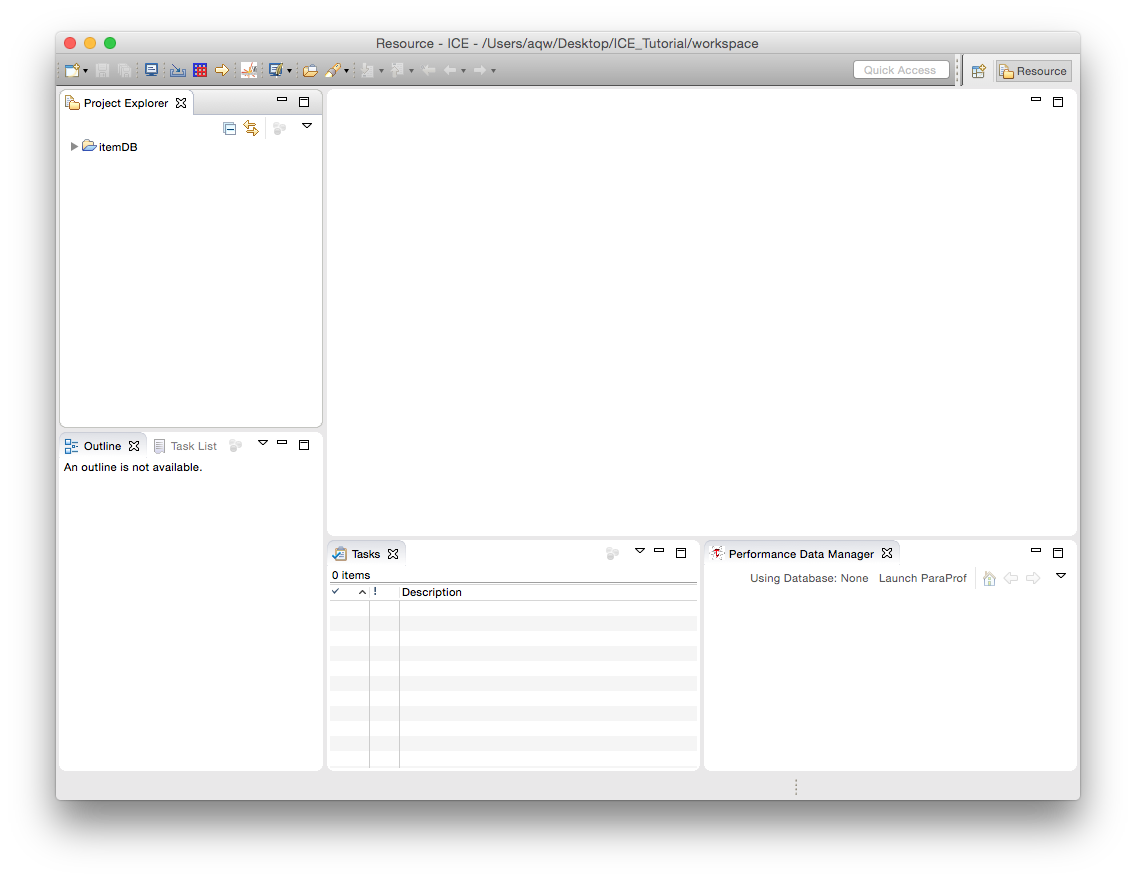 Resource - ICE - /Users/aqw/Desktop/ICE_Tutorial/workspace
Quick Access
Resource
Project Explorer
itemDB
Outline
Task List
An outline is not available.
Tasks
0 items
! Description
Performance Data Manager
Using Database: None Launch ParaProf